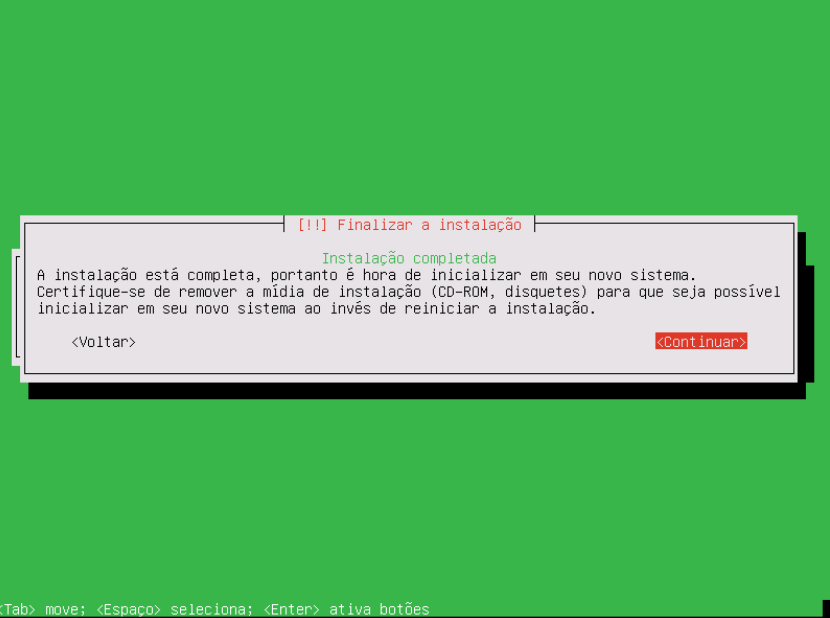 [!!] Finalizar a instalação
Instalação completada
A instalação está completa, portanto é hora de inicializar em seu novo sistema.
Certifique-se de remover a mídia de instalação (CD-ROM, disquetes) para que seja possível
inicializar em seu novo sistema ao invés de reiniciar a instalação.
<Voltar> <Continuar>
<Tab> move; <Espaço> seleciona; <Enter> ativa botões